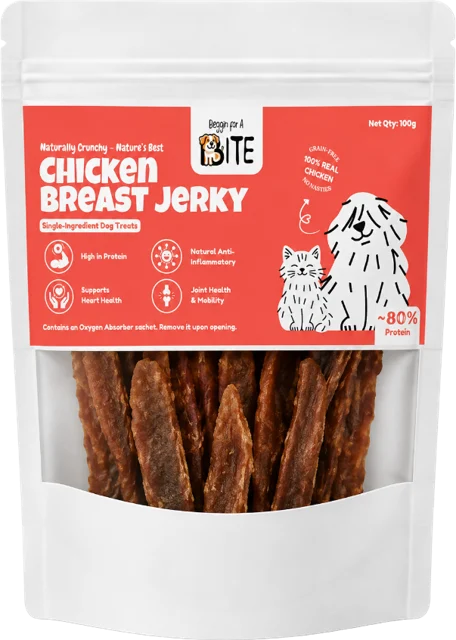 Beggin for A
BITE
Net Qty: 100g
Naturally Crunchy – Nature's Best
CHICKEN
BREAST JERKY
Single-Ingredient Dog Treats
GRAIN-FREE
100% REAL
CHICKEN
NO NASTIES
High in Protein
Natural Anti-
Inflammatory
Supports
Heart Health
Joint Health
& Mobility
~80%
Protein
Contains an Oxygen Absorber sachet, Remove it upon opening.